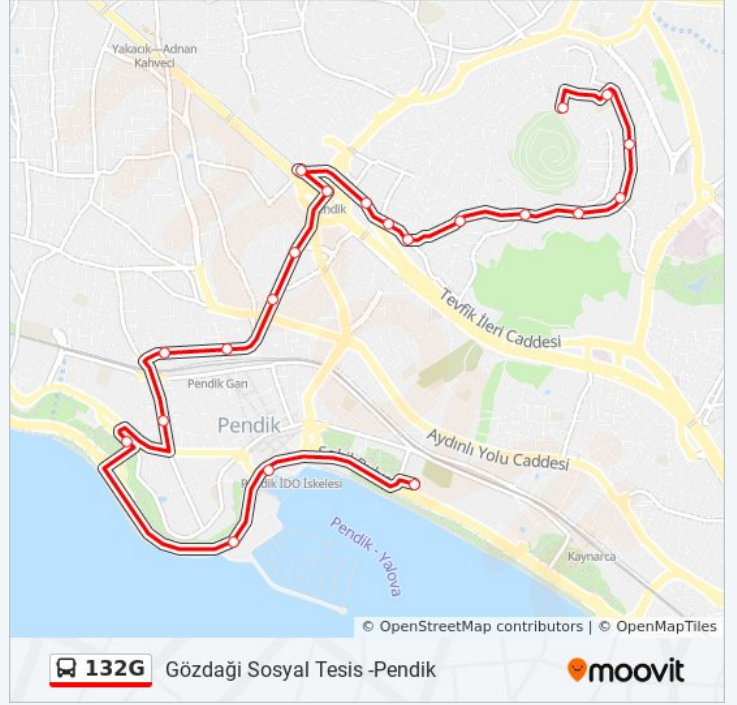 Yakacık—Adnan
Kahveci
Pendik
Tevfik İleri Caddesi
Pendik Garı
Pendik
Aydınlı Yolu Caddesi
Pendik İDO İskelesi
Pendik - Yalova
Kaynarca
© OpenStreetMap contributors | © OpenMapTiles
132G Gözdaği Sosyal Tesis -Pendik
moovit